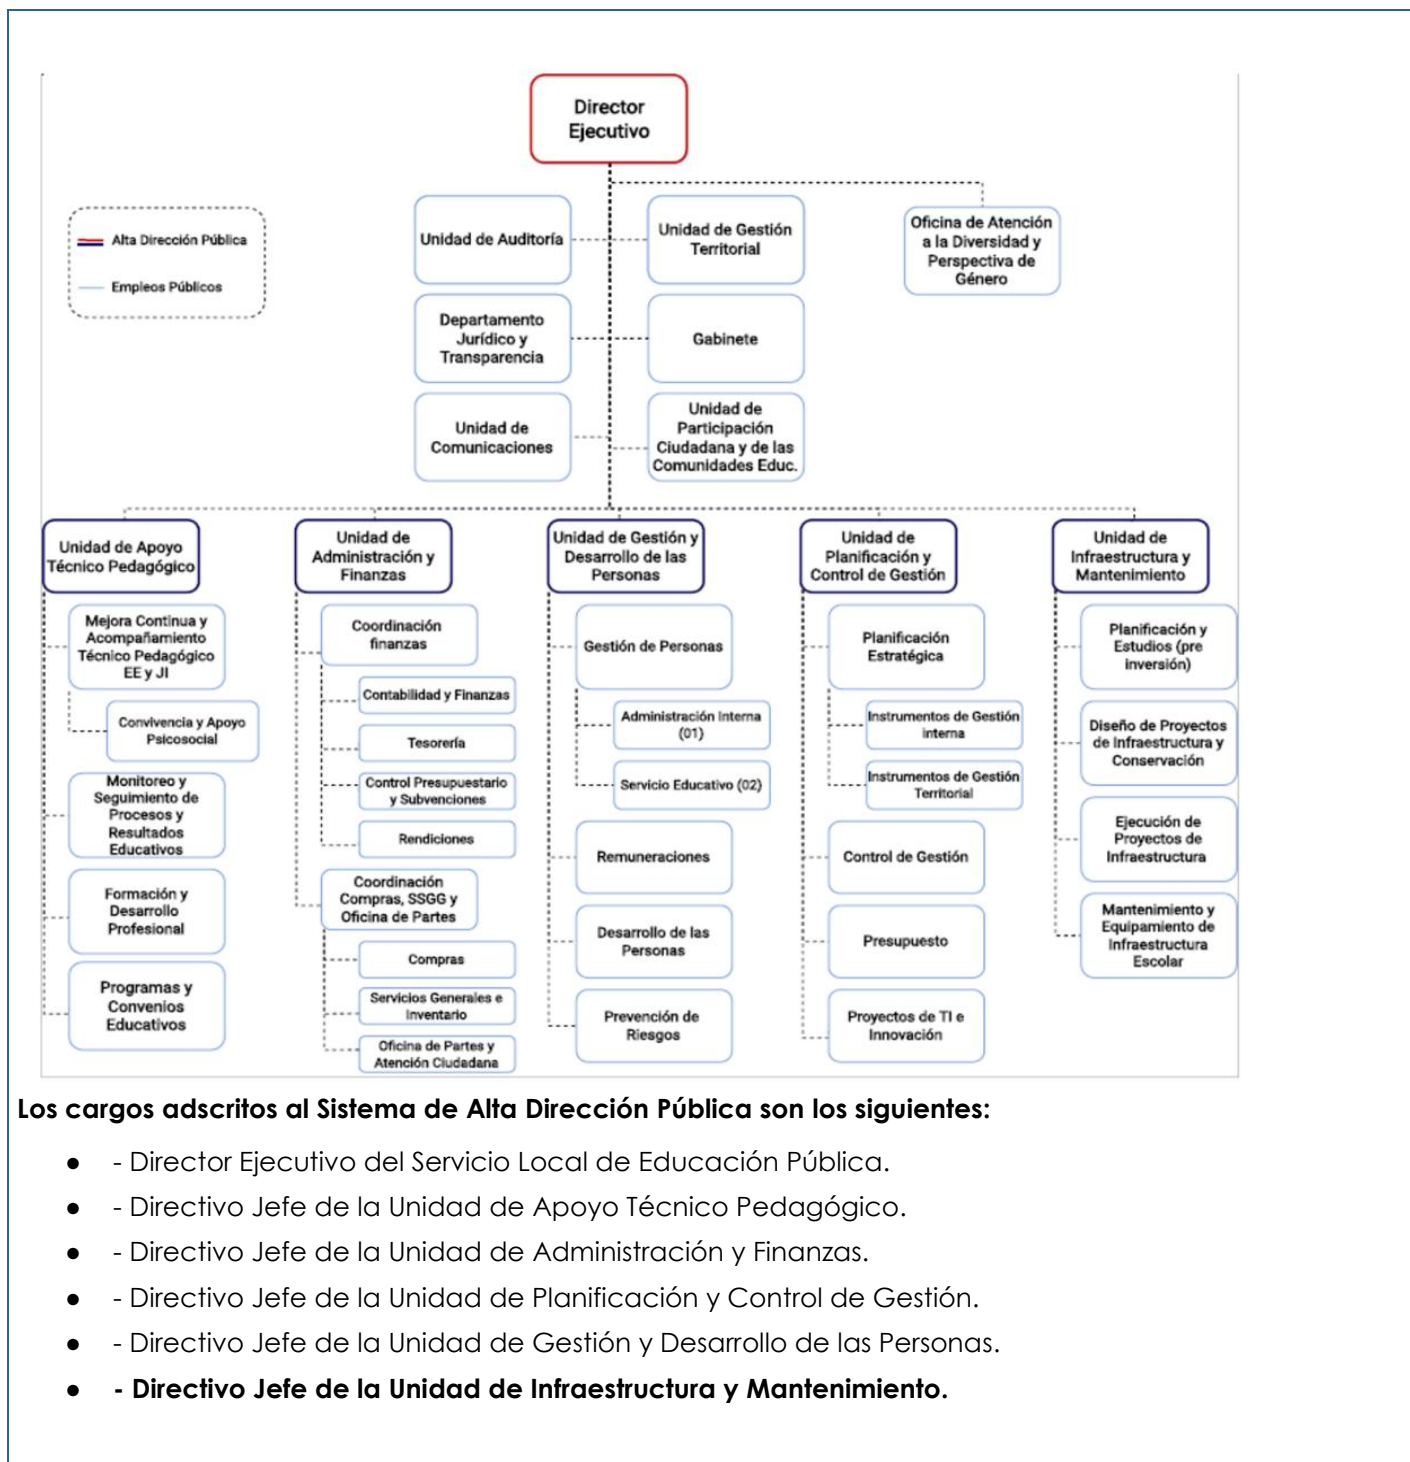 Director
Ejecutivo
Alta Dirección Pública
Empleos Públicos
Unidad de Auditoría
Unidad de Gestión
Territorial
Oficina de Atención
a la Diversidad y
Perspectiva de
Género
Departamento
Jurídico y
Transparencia
Gabinete
Unidad de
Comunicaciones
Unidad de
Participación
Ciudadana y de las
Comunidades Educ.
Unidad de Apoyo
Técnico Pedagógico
Mejora Continua y
Acompañamiento
Técnico Pedagógico
EE y JI
Convivencia y Apoyo
Psicosocial
Monitoreo y
Seguimiento de
Procesos y
Resultados
Educativos
Formación y
Desarrollo
Profesional
Programas y
Convenios
Educativos
Unidad de
Administración y
Finanzas
Coordinación
finanzas
Contabilidad y Finanzas
Tesorería
Control Presupuestario
y Subvenciones
Rendiciones
Coordinación
Compras, SSGG y
Oficina de Partes
Compras
Servicios Generales e
Inventario
Oficina de Partes y
Atención Ciudadana
Unidad de Gestión y
Desarrollo de las
Personas
Gestión de Personas
Administración Interna
(01)
Servicio Educativo (02)
Remuneraciones
Desarrollo de las
Personas
Prevención de
Riesgos
Unidad de
Planificación y
Control de Gestión
Planificación
Estratégica
Instrumentos de Gestión
interna
Instrumentos de Gestión
Territorial
Control de Gestión
Presupuesto
Proyectos de TI e
Innovación
Unidad de
Infraestructura y
Mantenimiento
Planificación y
Estudios (pre
inversión)
Diseño de Proyectos
de Infraestructura y
Conservación
Ejecución de
Proyectos de
Infraestructura
Mantenimiento y
Equipamiento de
Infraestructura
Escolar
Los cargos adscritos al Sistema de Alta Dirección Pública son los siguientes:
● - Director Ejecutivo del Servicio Local de Educación Pública.
● - Directivo Jefe de la Unidad de Apoyo Técnico Pedagógico.
● - Directivo Jefe de la Unidad de Administración y Finanzas.
● - Directivo Jefe de la Unidad de Planificación y Control de Gestión.
● - Directivo Jefe de la Unidad de Gestión y Desarrollo de las Personas.
● - Directivo Jefe de la Unidad de Infraestructura y Mantenimiento.